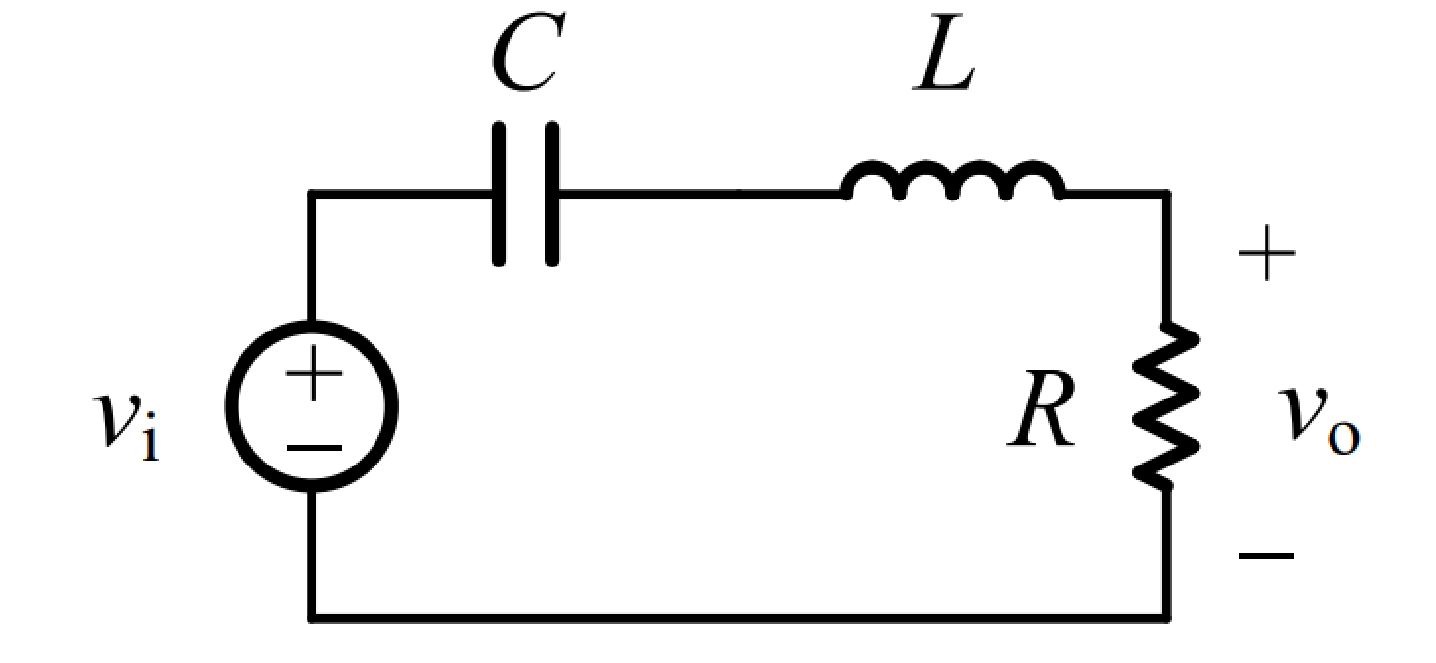 C
L
+
+
v_i
−
R
v_o
−